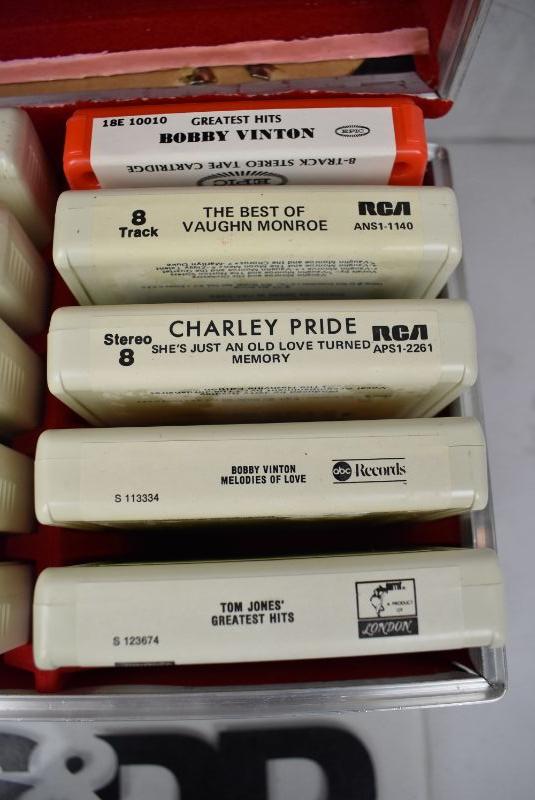 18E 10010 GREATEST HITS
BOBBY VINTON
EPIC
8-TRACK STEREO TAPE CARTRIDGE
EPIC
8
Track
THE BEST OF
VAUGHN MONROE
RCA
ANS1-1140
Stereo
8
CHARLEY PRIDE
SHE'S JUST AN OLD LOVE TURNED
MEMORY
RCA
APS1-2261
BOBBY VINTON
MELODIES OF LOVE
abc Records
S 113334
TOM JONES'
GREATEST HITS
A PRODUCT
OF
LONDON
S 123674